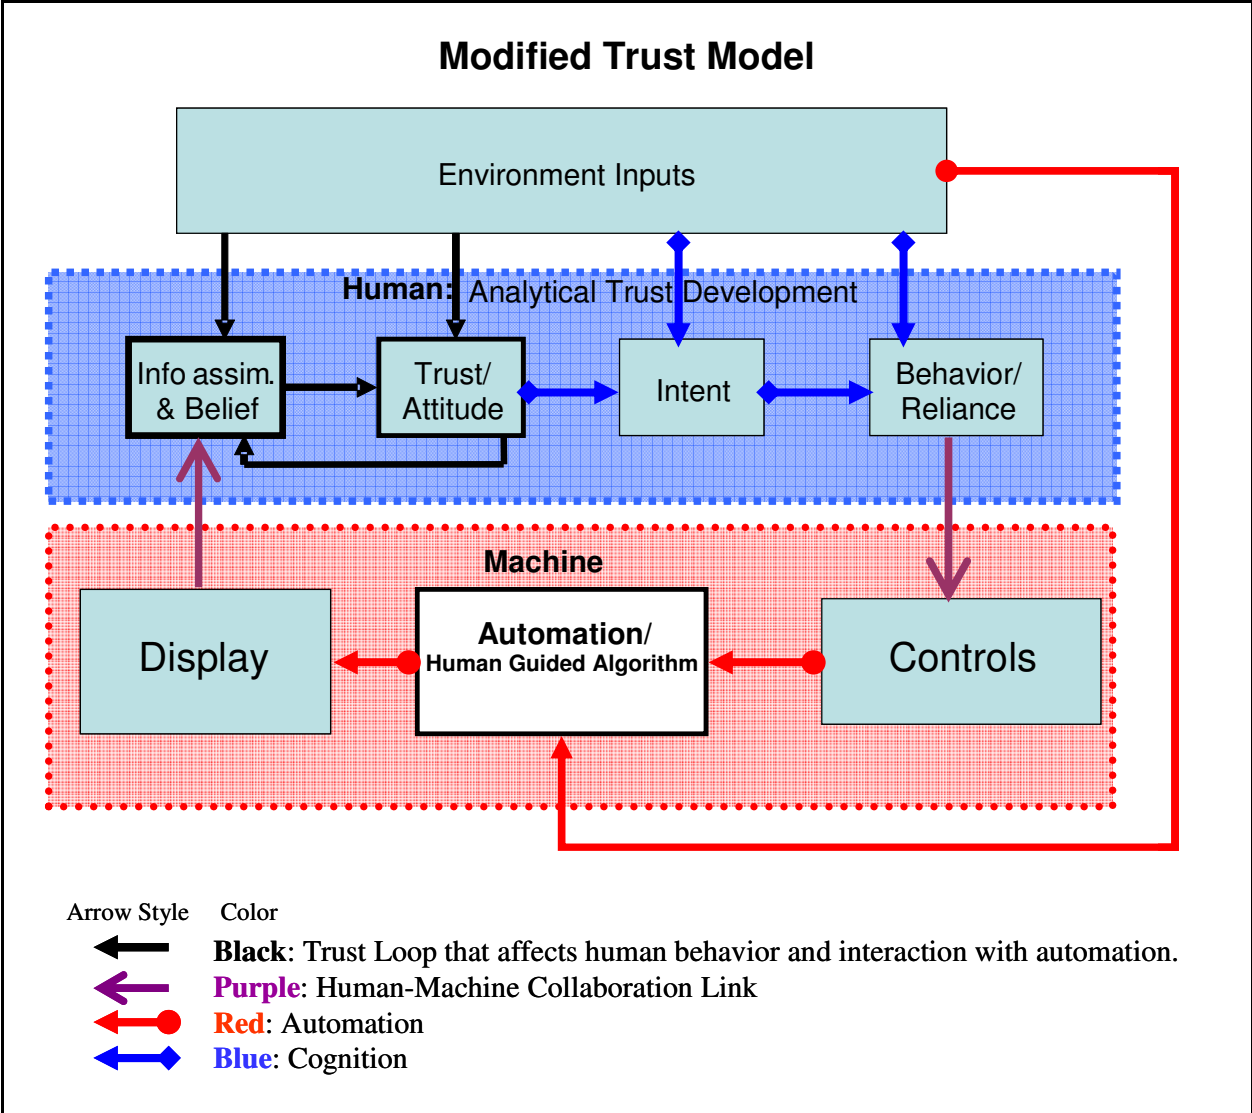 Modified Trust Model
Environment Inputs
Human: Analytical Trust Development
Info assim.
& Belief
Trust/
Attitude
Intent
Behavior/
Reliance
Machine
Display
Automation/
Human Guided Algorithm
Controls
Arrow Style Color
Black: Trust Loop that affects human behavior and interaction with automation.
Purple: Human-Machine Collaboration Link
Red: Automation
Blue: Cognition